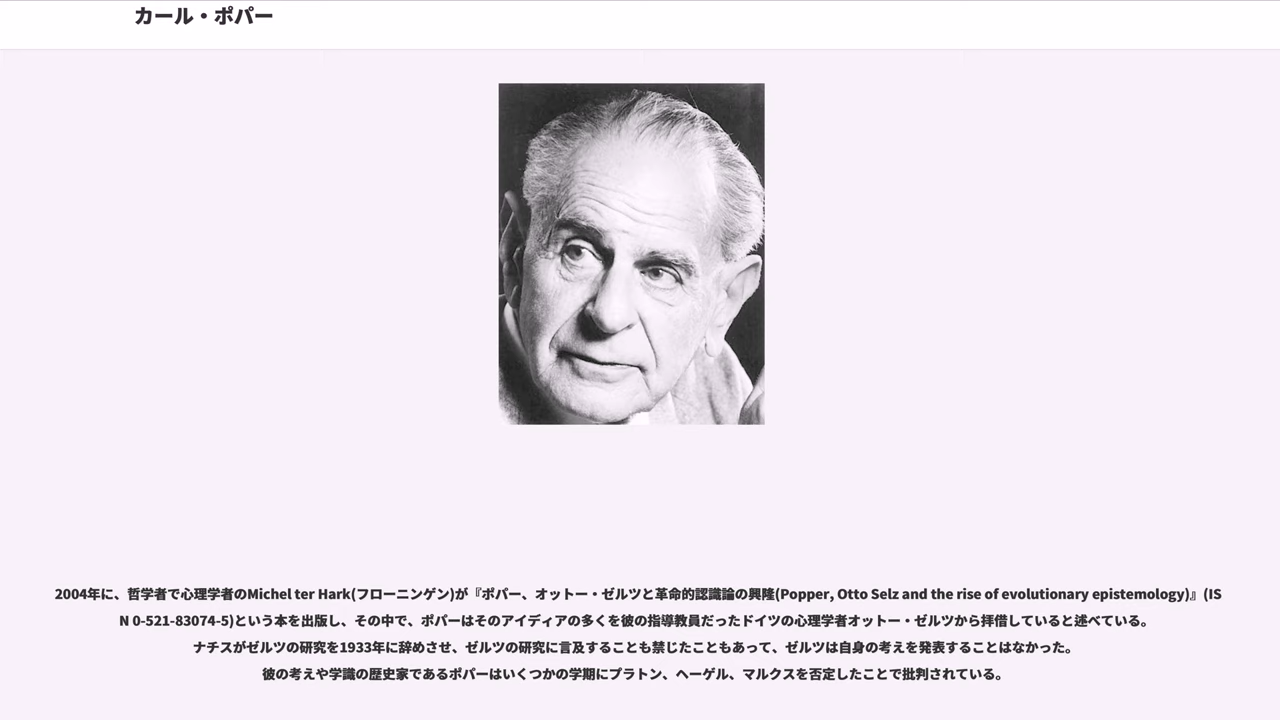 カール・ポパー
2004年に、哲学者で心理学者のMichel ter Hark(フローニンゲン)が『ポパー、オットー・ゼルツと革命的認識論の興隆(Popper, Otto Selz and the rise of evolutionary epistemology)』(IS
N 0-521-83074-5)という本を出版し、その中で、ポパーはそのアイディアの多くを彼の指導教員だったドイツの心理学者オットー・ゼルツから拝借していると述べている。
ナチスがゼルツの研究を1933年に辞めさせ、ゼルツの研究に言及することも禁じたこともあって、ゼルツは自身の考えを発表することはなかった。
彼の考えや学識の歴史家であるポパーはいくつかの学期にプラトン、ヘーゲル、マルクスを否定したことで批判されている。